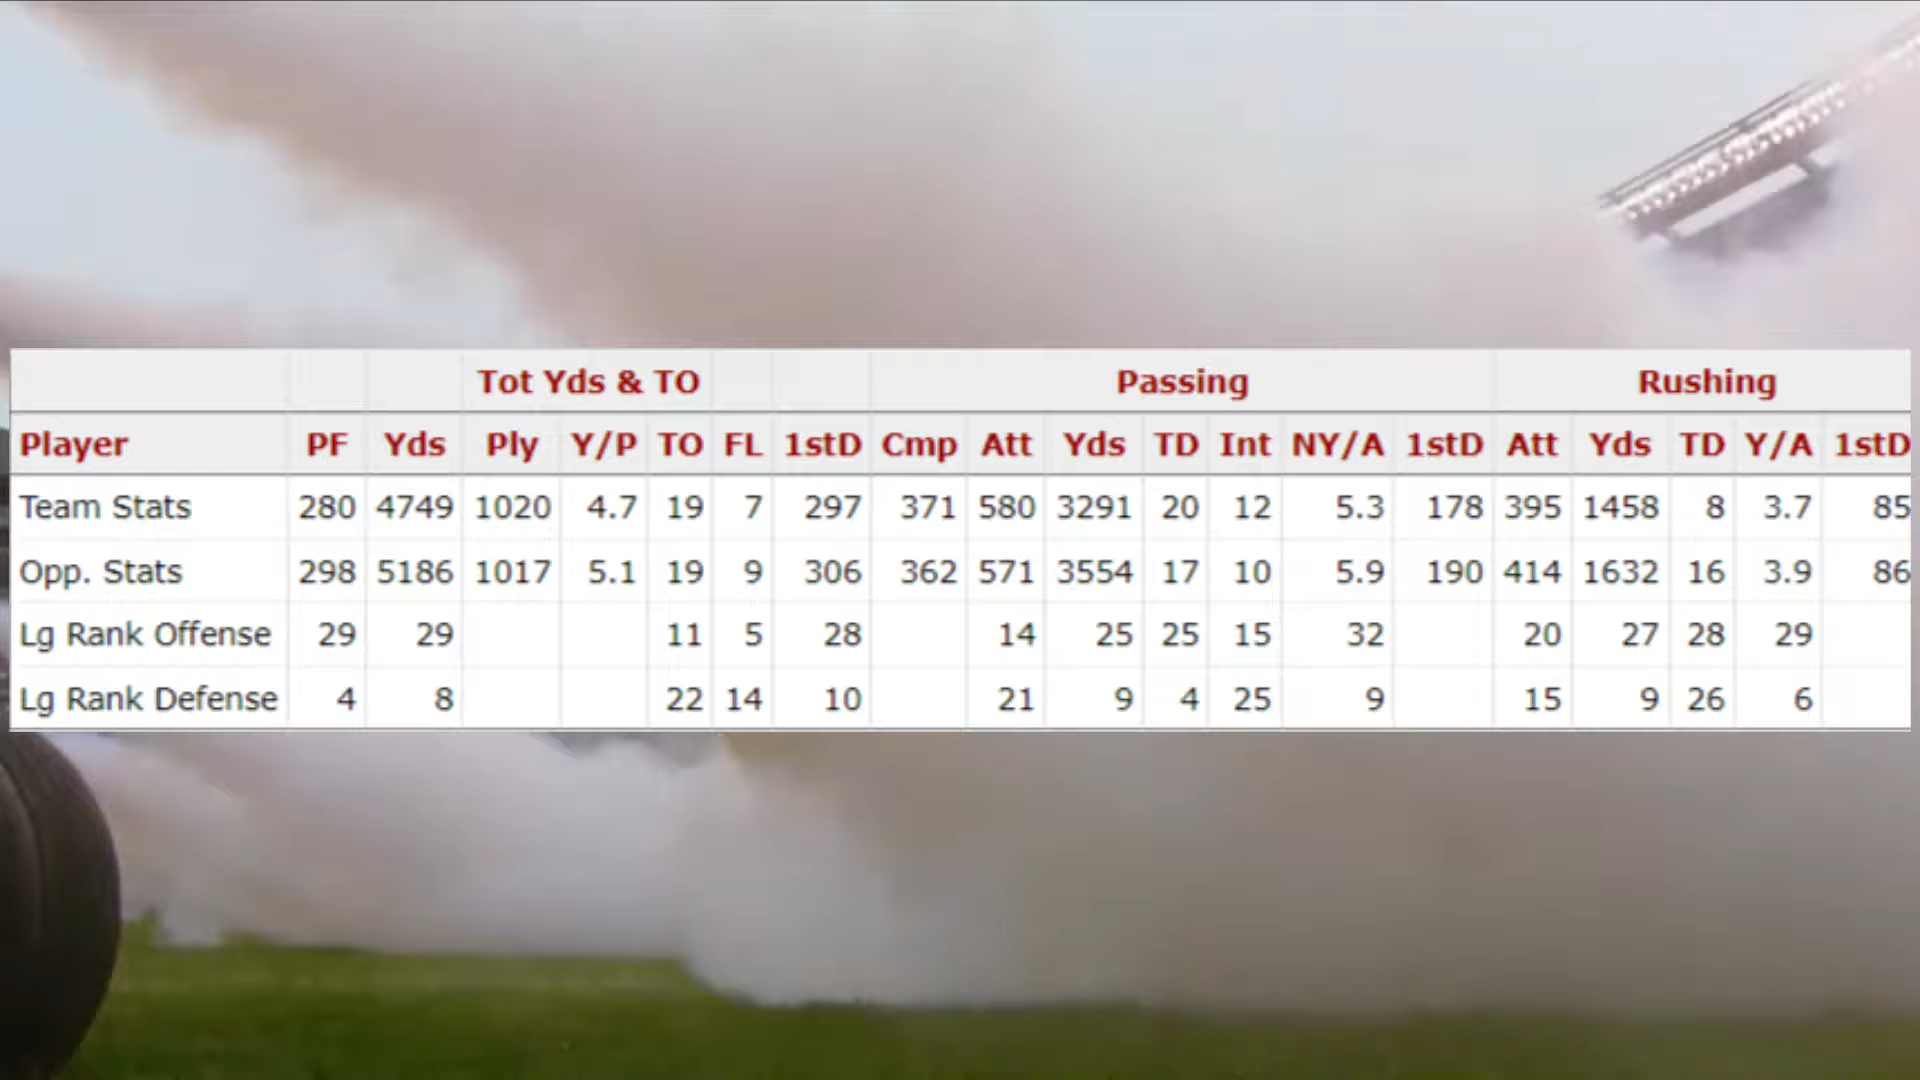 Tot Yds & TO Passing Rushing
Player PF Yds Ply Y/P TO FL 1stD Cmp Att Yds TD Int NY/A 1stD Att Yds TD Y/A 1stD
Team Stats 280 4749 1020 4.7 19 7 297 371 580 3291 20 12 5.3 178 395 1458 8 3.7 85
Opp. Stats 298 5186 1017 5.1 19 9 306 362 571 3554 17 10 5.9 190 414 1632 16 3.9 86
Lg Rank Offense 29 29 11 5 28 14 25 25 15 32 20 27 28 29
Lg Rank Defense 4 8 22 14 10 21 9 4 25 9 15 9 26 6